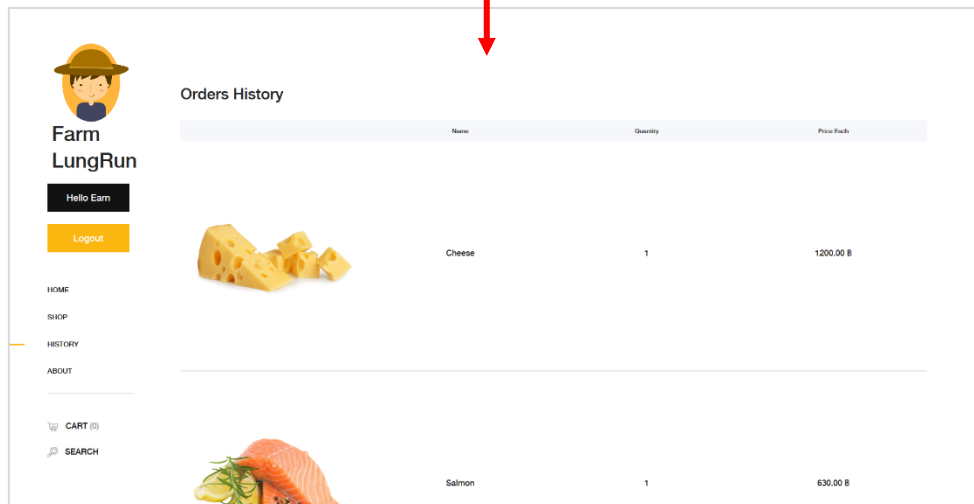 Farm
LungRun
Hello Earn
Logout
HOME
SHOP
HISTORY
ABOUT
CART (0)
SEARCH
Orders History
Name Quantity Price Each
Cheese 1 1200.00 B
Salmon 1 630.00 B